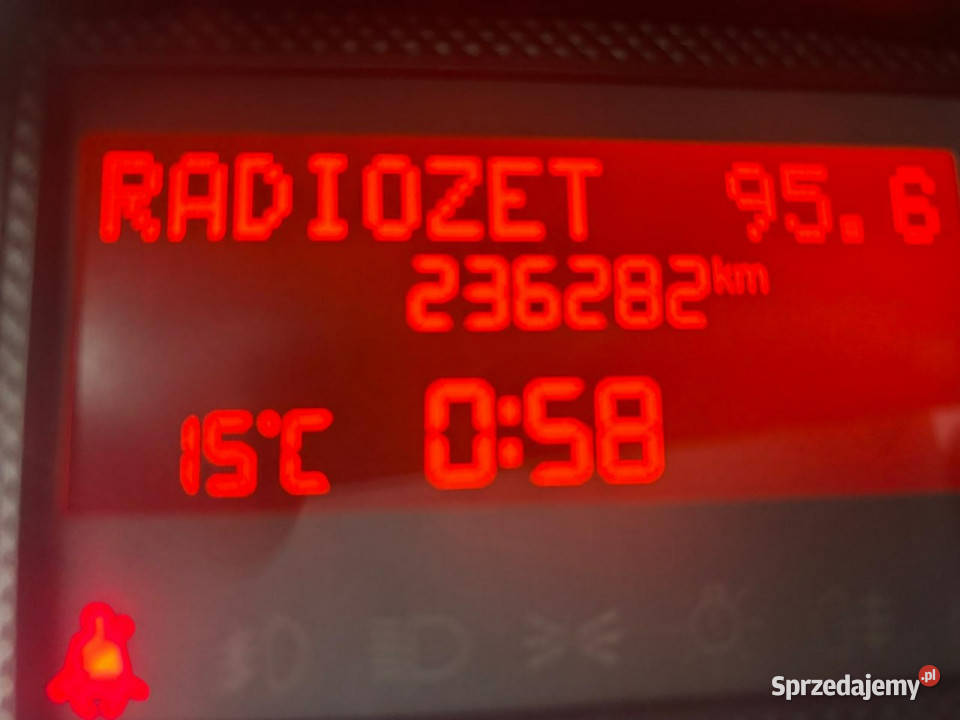 RADIOZET 95.6
236282km
15°C 0:58
Sprzedajemy.pl